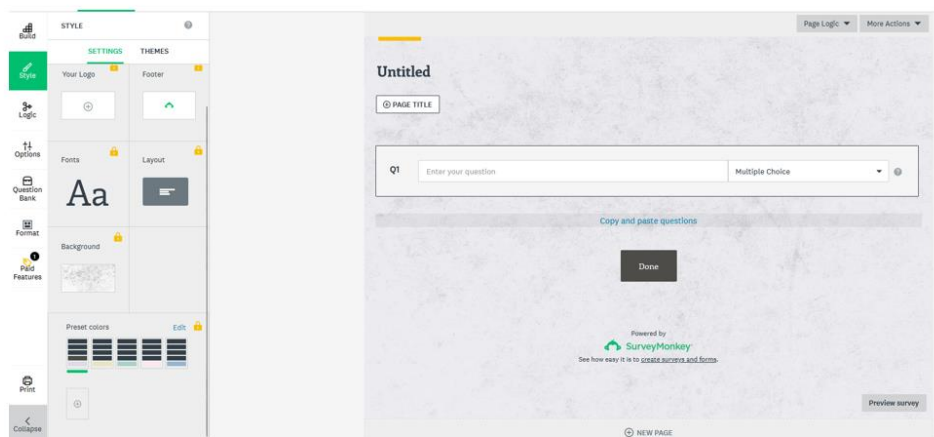 Build
Style
Logic
Options
Question
Bank
Format
1
Paid
Features
Print
Collapse
STYLE
SETTINGS THEMES
Your Logo Footer
Fonts Layout
Aa
Background
Preset colors Edit
Page Logic More Actions
Untitled
PAGE TITLE
Q1 Enter your question Multiple Choice
Copy and paste questions
Done
Powered by
SurveyMonkey
See how easy it is to create surveys and forms.
Preview survey
NEW PAGE